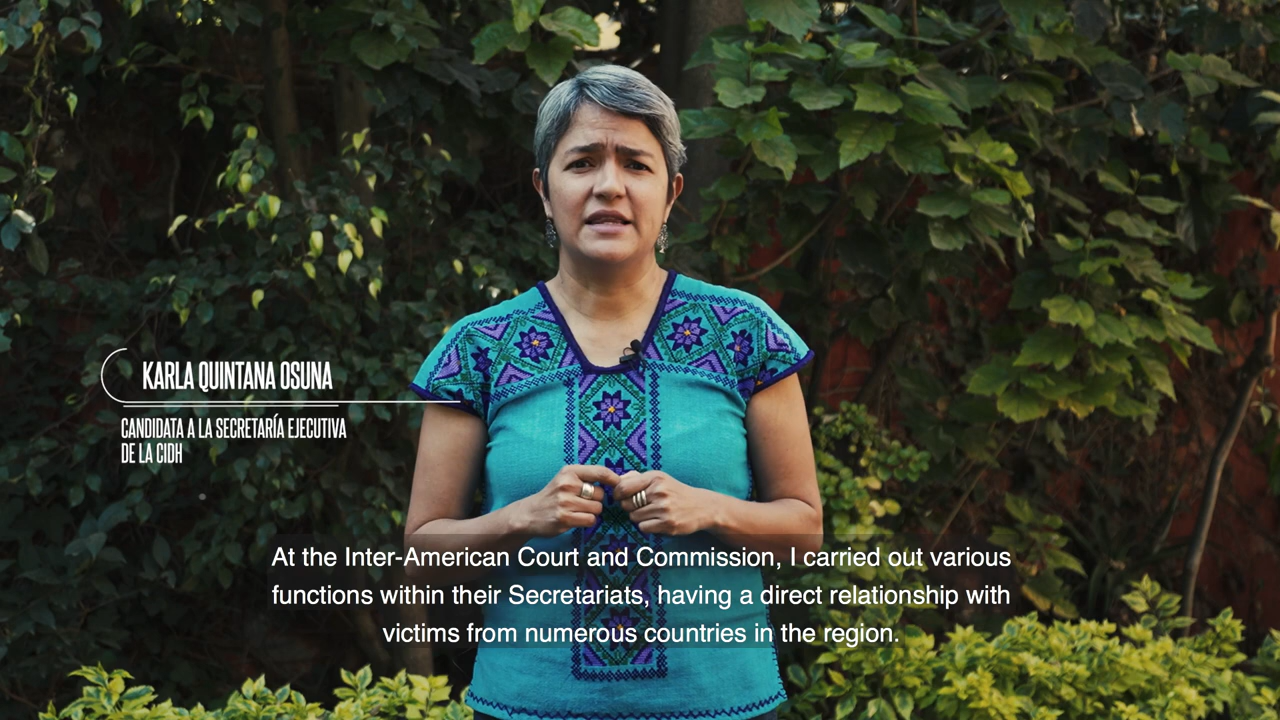 KARLA QUINTANA OSUNA
CANDIDATA A LA SECRETARÍA EJECUTIVA
DE LA CIDH
At the Inter-American Court and Commission, I carried out various
functions within their Secretariats, having a direct relationship with
victims from numerous countries in the region.